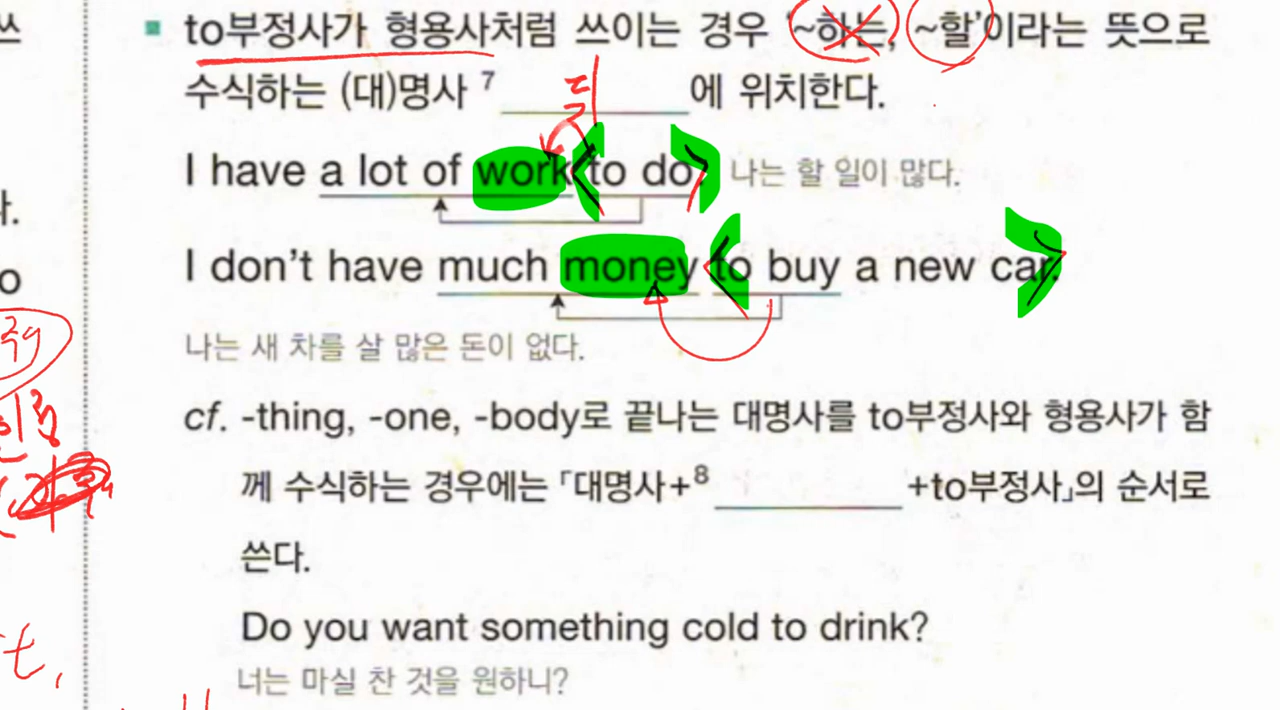 쓰
to부정사가 형용사처럼 쓰이는 경우 '~하는, ~할'이라는 뜻으로
수식하는 (대)명사 7 뒤 에 위치한다.
I have a lot of work to do. 나는 할 일이 많다.
I don't have much money to buy a new car.
나는 새 차를 살 많은 돈이 없다.
cf. -thing, -one, -body로 끝나는 대명사를 to부정사와 형용사가 함
께 수식하는 경우에는 「대명사+8 ________ +to부정사」의 순서로
쓴다.
Do you want something cold to drink?
너는 마실 찬 것을 원하니?